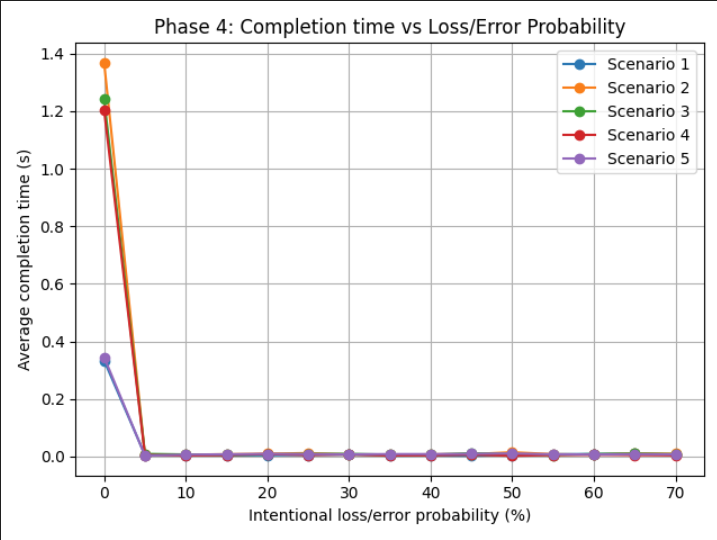 Phase 4: Completion time vs Loss/Error Probability
1.4
1.2
1.0
0.8
0.6
0.4
0.2
0.0
Average completion time (s)
Scenario 1
Scenario 2
Scenario 3
Scenario 4
Scenario 5
0 10 20 30 40 50 60 70
Intentional loss/error probability (%)